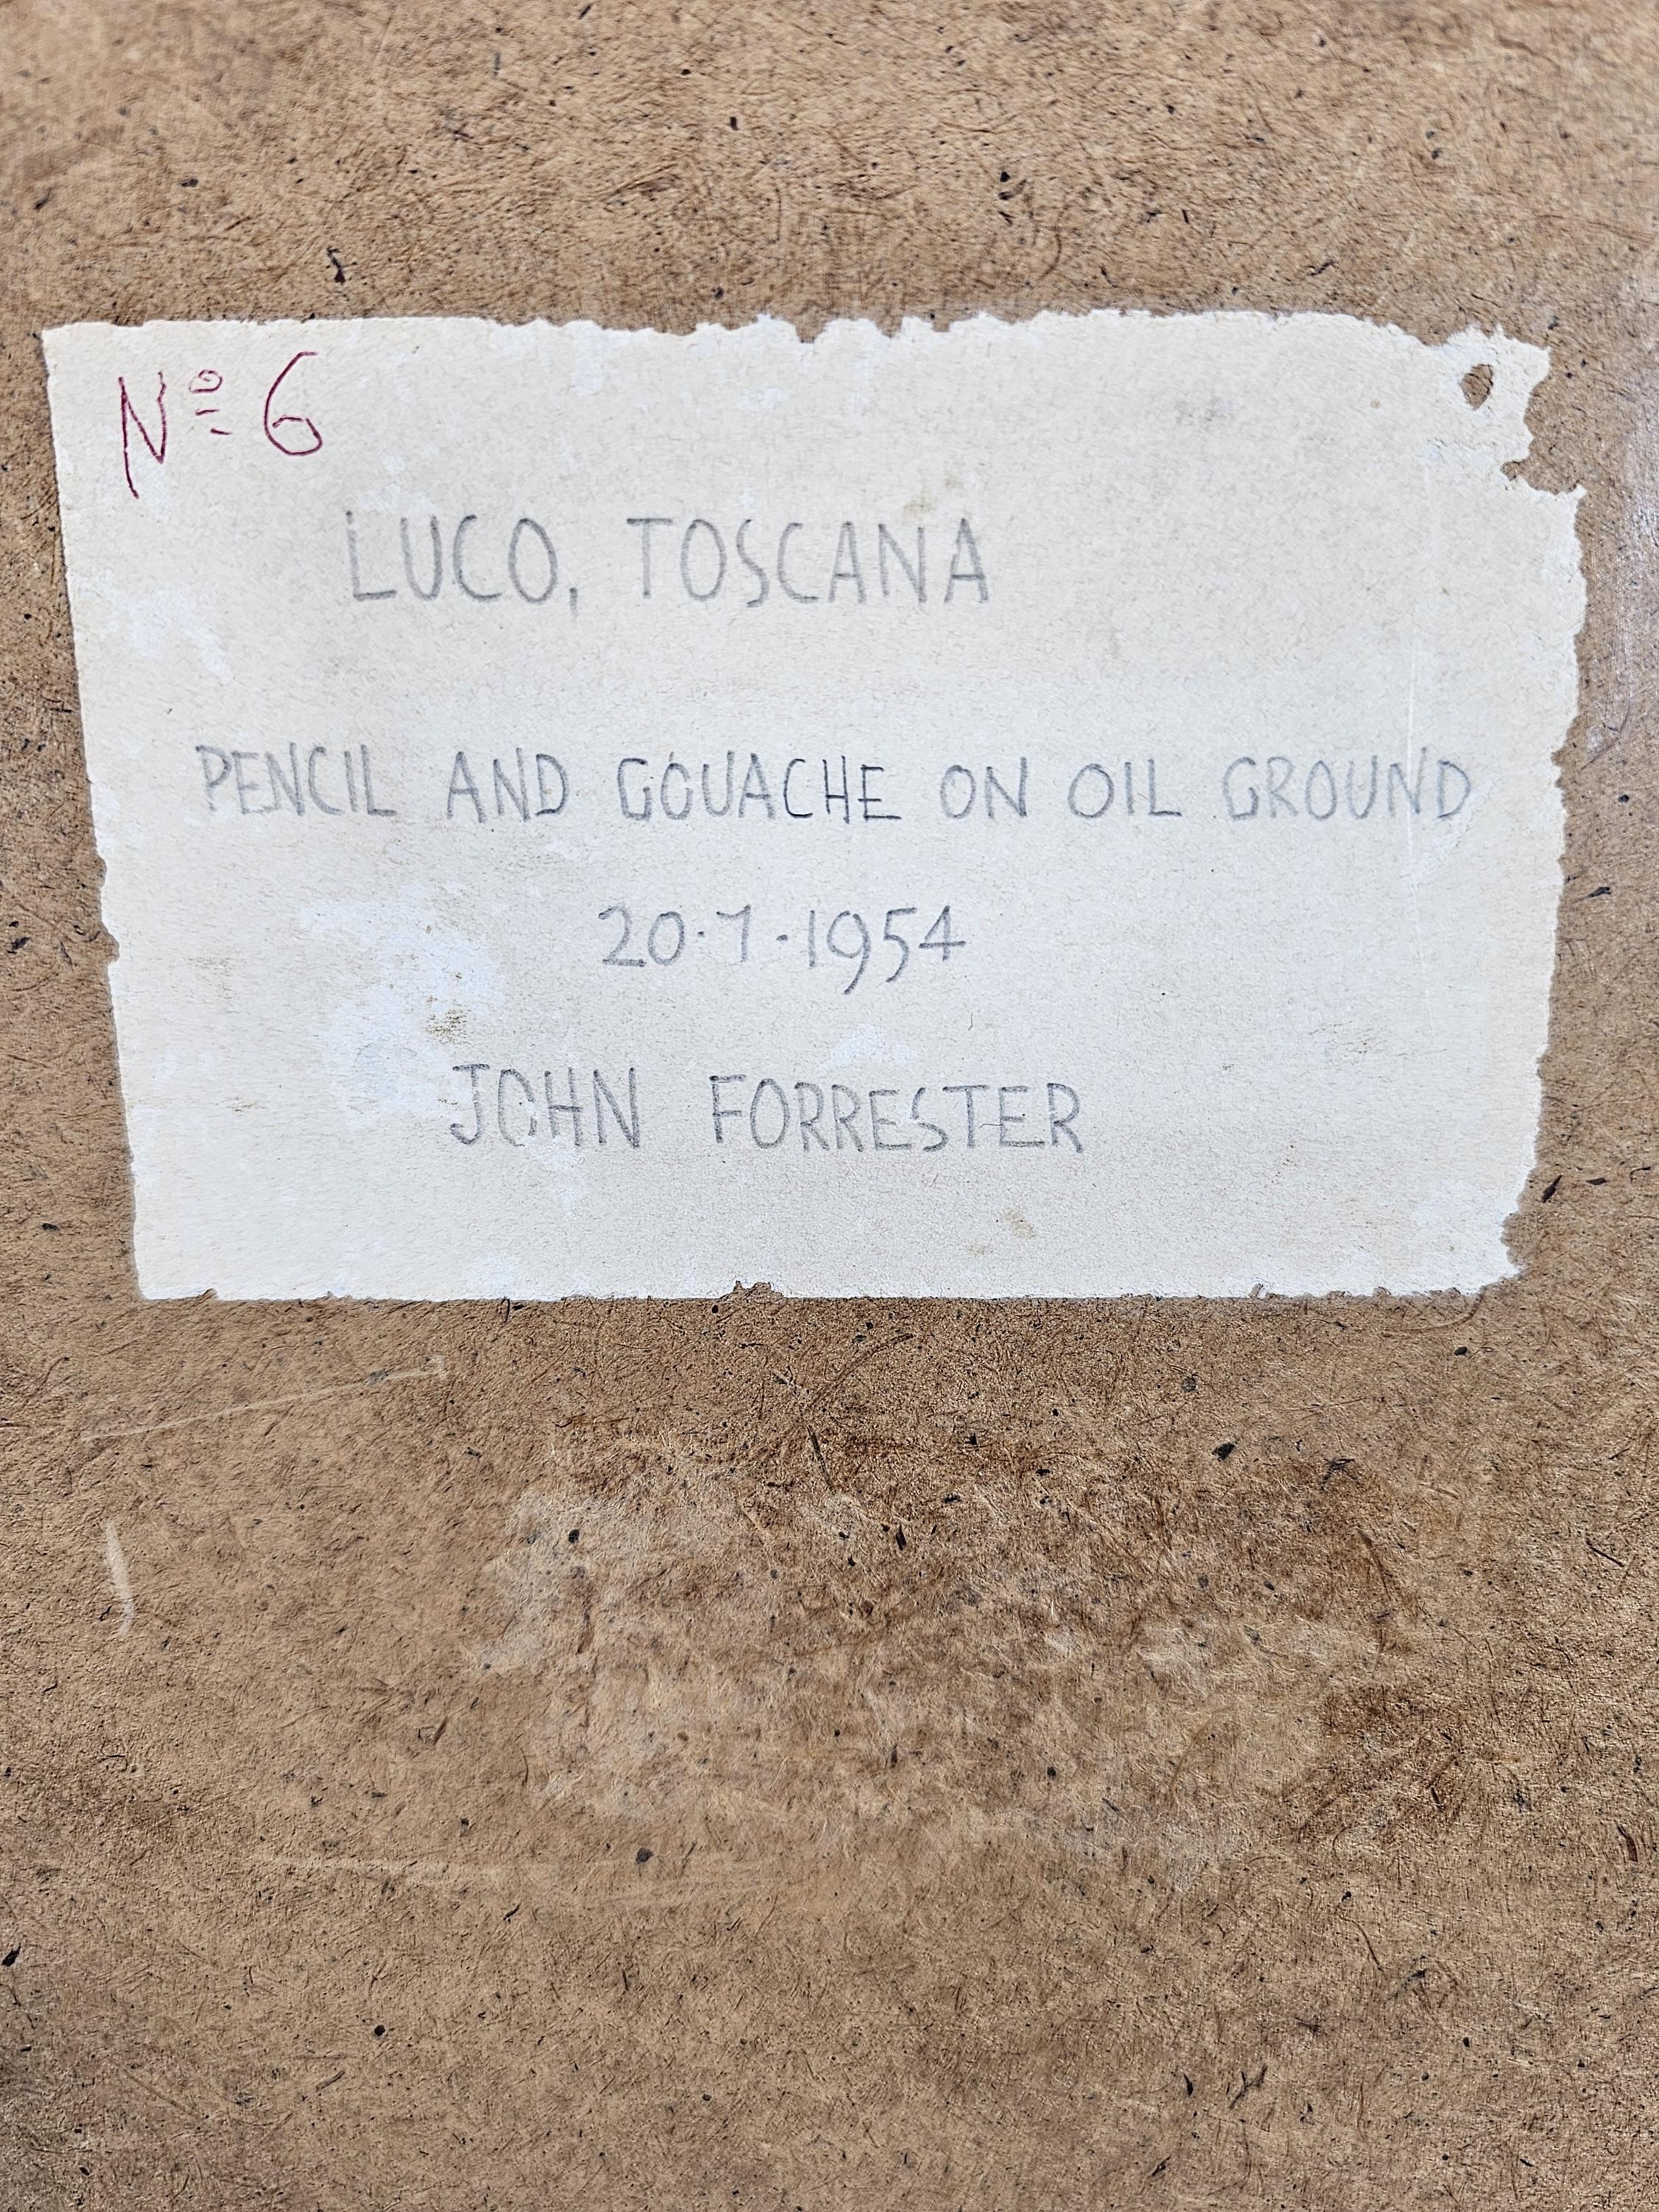 Nº 6
LUCO, TOSCANA
PENCIL AND GOUACHE ON OIL GROUND
20·7·1954
JOHN FORRESTER